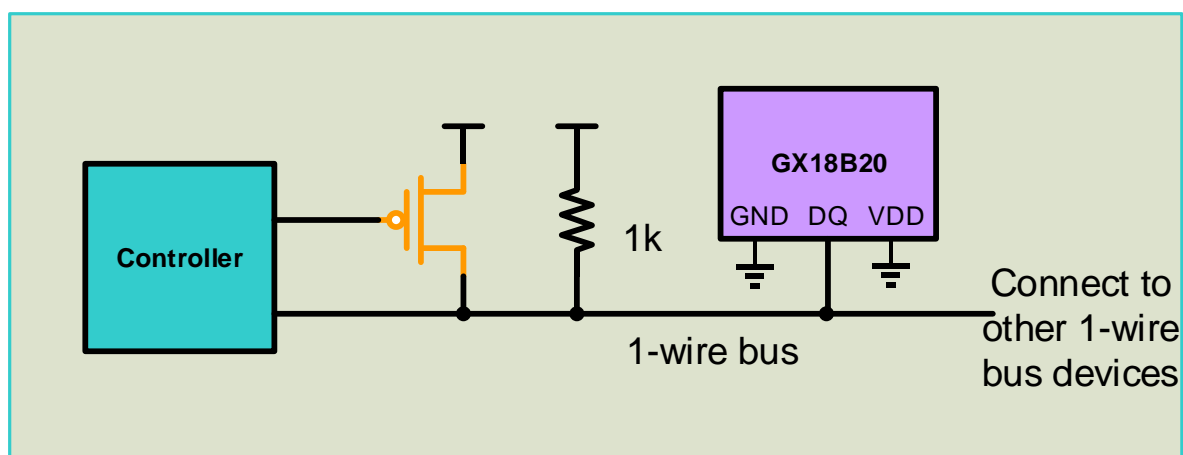 GX18B20
GND DQ VDD
Controller
1k
1-wire bus
Connect to
other 1-wire
bus devices